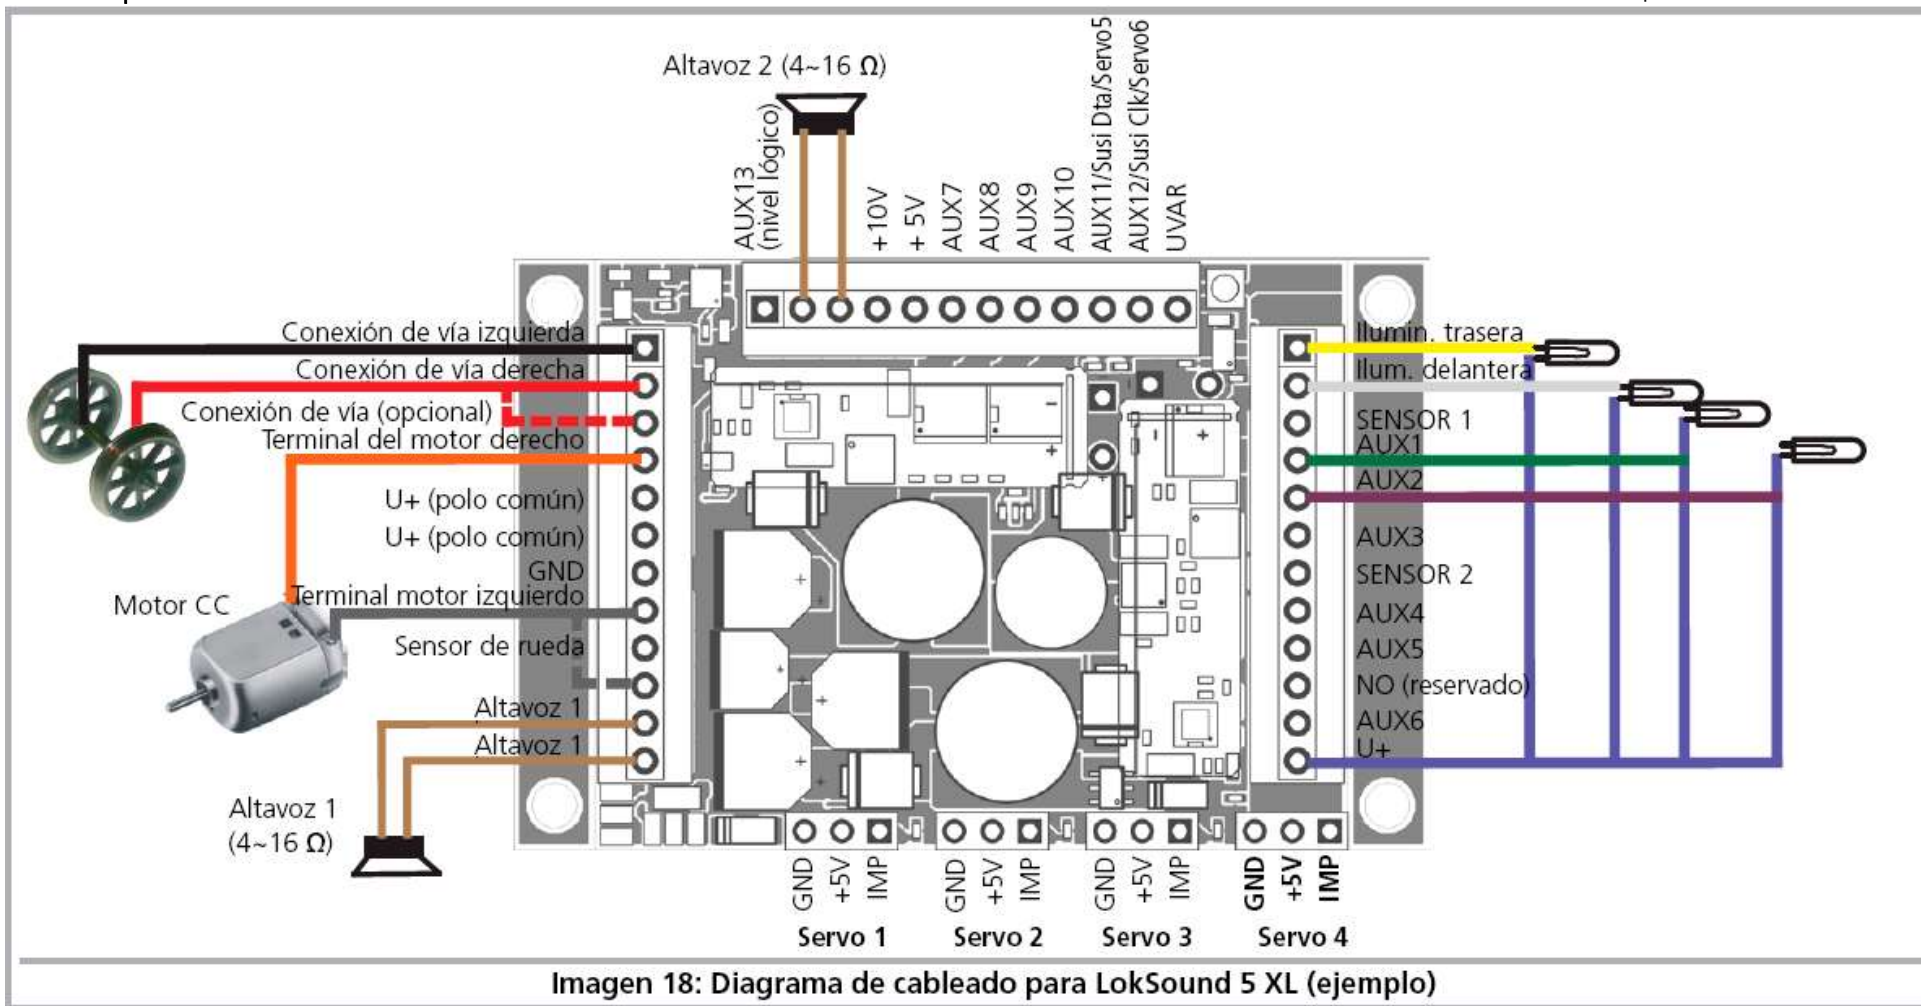 Altavoz 2 (4~16 Ω)
AUX13
(nivel lógico)
+10V
+ 5V
AUX7
AUX8
AUX9
AUX10
AUX11/Susi Dta/Servo5
AUX12/Susi Clk/Servo6
UVAR
Conexión de vía izquierda
Conexión de vía derecha
Conexión de vía (opcional)
Terminal del motor derecho
U+ (polo común)
U+ (polo común)
GND
Terminal motor izquierdo
Motor CC
Sensor de rueda
Altavoz 1
Altavoz 1
Altavoz 1
(4~16 Ω)
Ilumin. trasera
Ilum. delantera
SENSOR 1
AUX1
AUX2
AUX3
SENSOR 2
AUX4
AUX5
NO (reservado)
AUX6
U+
GND
+5V
IMP
GND
+5V
IMP
GND
+5V
IMP
GND
+5V
IMP
Servo 1
Servo 2
Servo 3
Servo 4
Imagen 18: Diagrama de cableado para LokSound 5 XL (ejemplo)